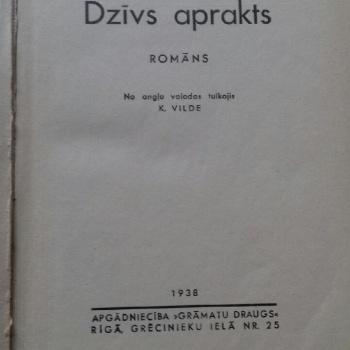 Dzīvs aprakts
ROMĀNS
No angļu valodas tulkojis
K. VILDE
1938
APGĀDNIECĪBA »GRĀMATU DRAUGS«
RĪGĀ, GRĒCINIEKU IELĀ NR. 25